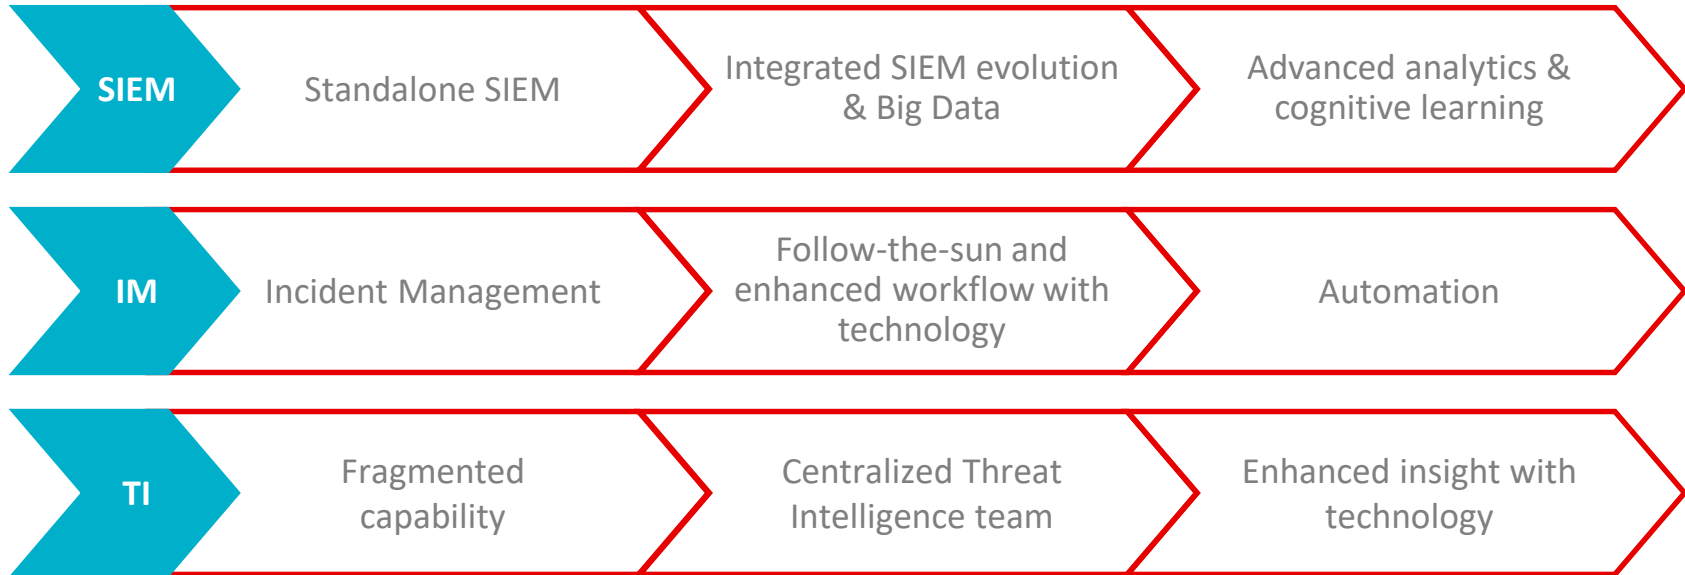 SIEM
Standalone SIEM
Integrated SIEM evolution
& Big Data
Advanced analytics &
cognitive learning
IM
Incident Management
Follow-the-sun and
enhanced workflow with
technology
Automation
TI
Fragmented
capability
Centralized Threat
Intelligence team
Enhanced insight with
technology